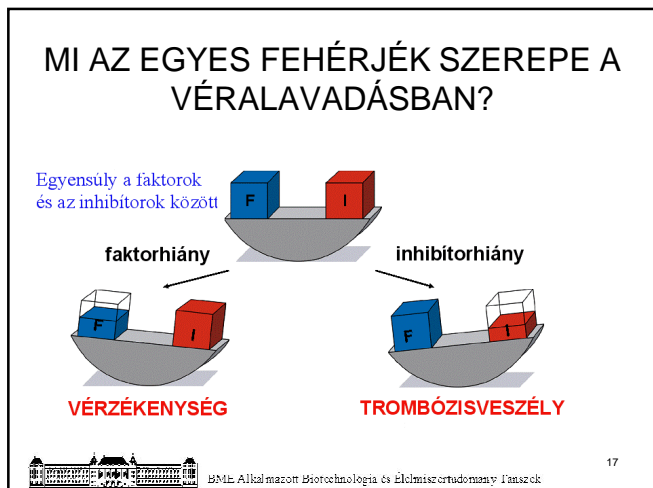 MI AZ EGYES FEHÉRJÉK SZEREPE A
VÉRALAVADÁSBAN?
Egyensúly a faktorok
és az inhibítorok között
F
I
faktorhiány
inhibítorhiány
F
I
F
I
VÉRZÉKENYSÉG
TROMBÓZISVESZÉLY
BME Alkalmazott Biotechnológia és Élelmiszertudomány Tanszék
17